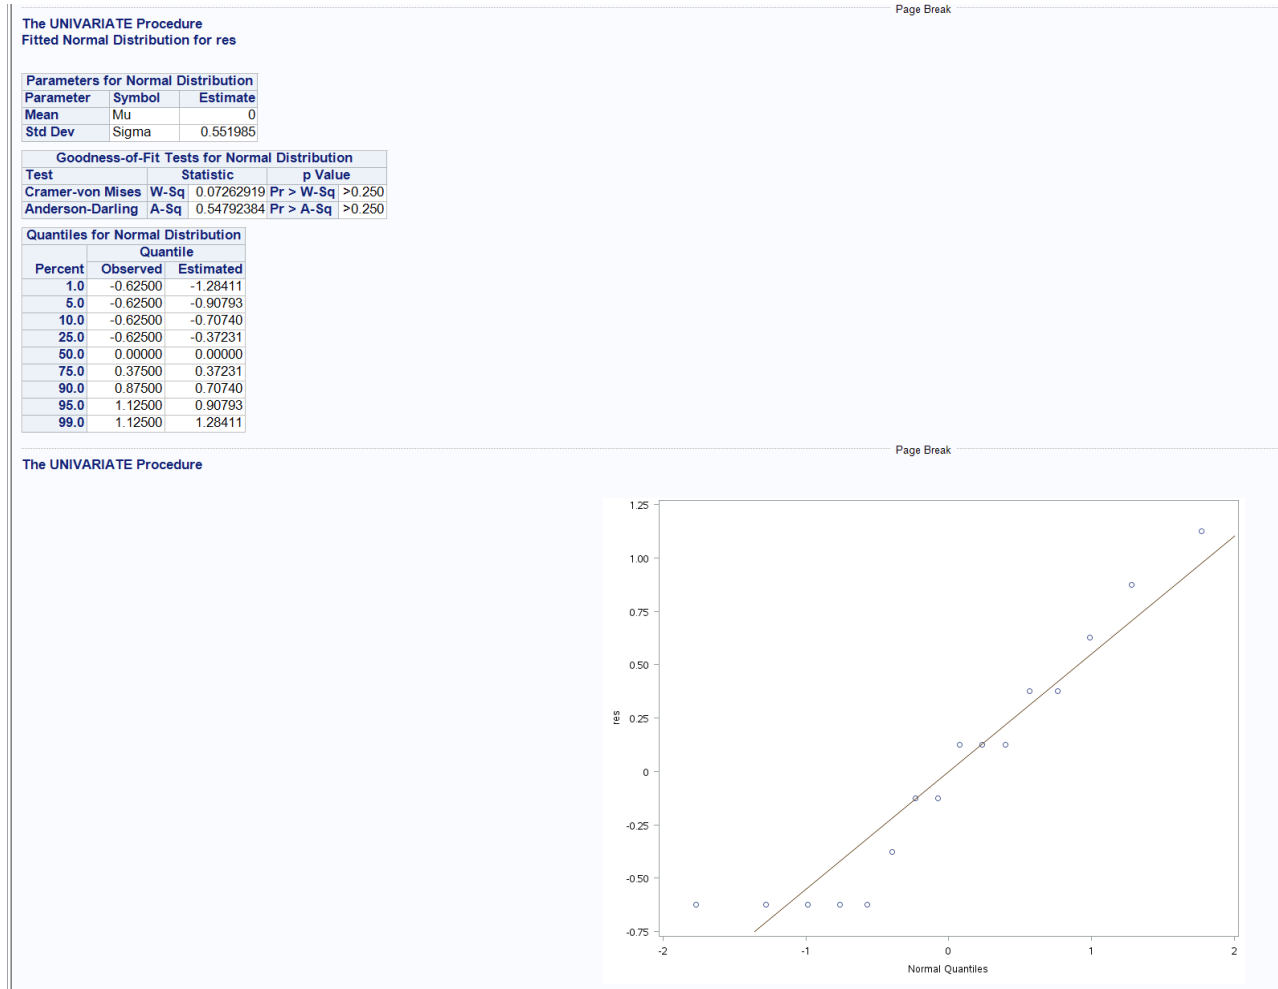 Page Break
The UNIVARIATE Procedure
Fitted Normal Distribution for res
Parameters for Normal Distribution
Parameter Symbol Estimate
Mean Mu 0
Std Dev Sigma 0.551985
Goodness-of-Fit Tests for Normal Distribution
Test Statistic p Value
Cramer-von Mises W-Sq 0.07262919 Pr > W-Sq >0.250
Anderson-Darling A-Sq 0.54792384 Pr > A-Sq >0.250
Quantiles for Normal Distribution
Quantile
Percent Observed Estimated
1.0 -0.62500 -1.28411
5.0 -0.62500 -0.90793
10.0 -0.62500 -0.70740
25.0 -0.62500 -0.37231
50.0 0.00000 0.00000
75.0 0.37500 0.37231
90.0 0.87500 0.70740
95.0 1.12500 0.90793
99.0 1.12500 1.28411
Page Break
The UNIVARIATE Procedure
1.25
1.00
0.75
0.50
0.25
0
-0.25
-0.50
-0.75
res
-2 -1 0 1 2
Normal Quantiles